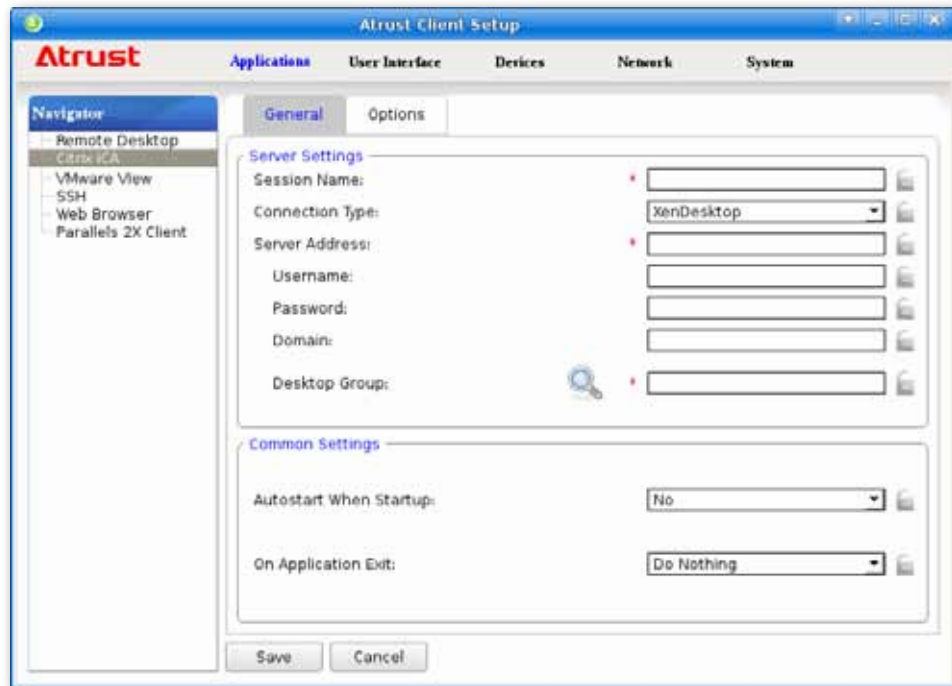 Atrust Client Setup
Atrust
Applications User Interface Devices Network System
Navigator
Remote Desktop
Citrix ICA
VMware View
SSH
Web Browser
Parallels 2X Client
General Options
Server Settings
Session Name: *
Connection Type: XenDesktop
Server Address: *
Username:
Password:
Domain:
Desktop Group: *
Common Settings
Autostart When Startup: No
On Application Exit: Do Nothing
Save Cancel